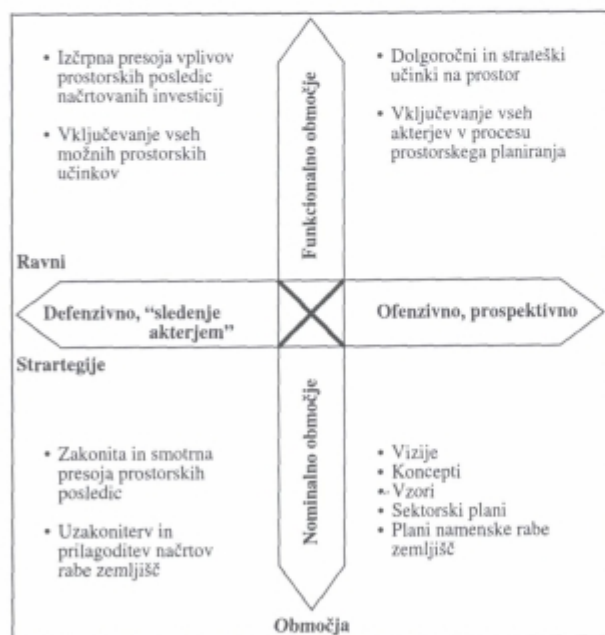 • Izčrpna presoja vplivov
prostorskih posledic
načrtovanih investicij
• Vključevanje vseh
možnih prostorskih
učinkov
Funkcionalno območje
• Dolgoročni in strateški
učinki na prostor
• Vključevanje vseh
akterjev v procesu
prostorskega planiranja
Ravni
Defenzivno, “sledenje
akterjem”
Ofenzivno, prospektivno
Strartegije
• Zakonita in smotrna
presoja prostorskih
posledic
• Uzakoniterv in
prilagoditev načrtov
rabe zemljišč
Nominalno območje
• Vizije
• Koncepti
• Vzori
• Sektorski plani
• Plani namenske rabe
zemljišč
Območja